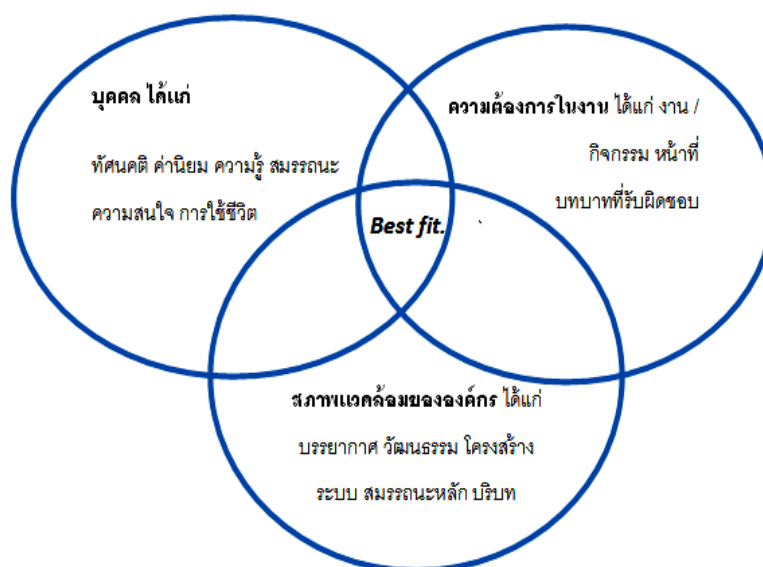 บุคคล ได้แก่
ทัศนคติ ค่านิยม ความรู้ สมรรถนะ
ความสนใจ การใช้ชีวิต
ความต้องการในงาน ได้แก่ งาน /
กิจกรรม หน้าที่
บทบาทที่รับผิดชอบ
Best fit.
สภาพแวดล้อมขององค์กร ได้แก่
บรรยากาศ วัฒนธรรม โครงสร้าง
ระบบ สมรรถนะหลัก บริบท